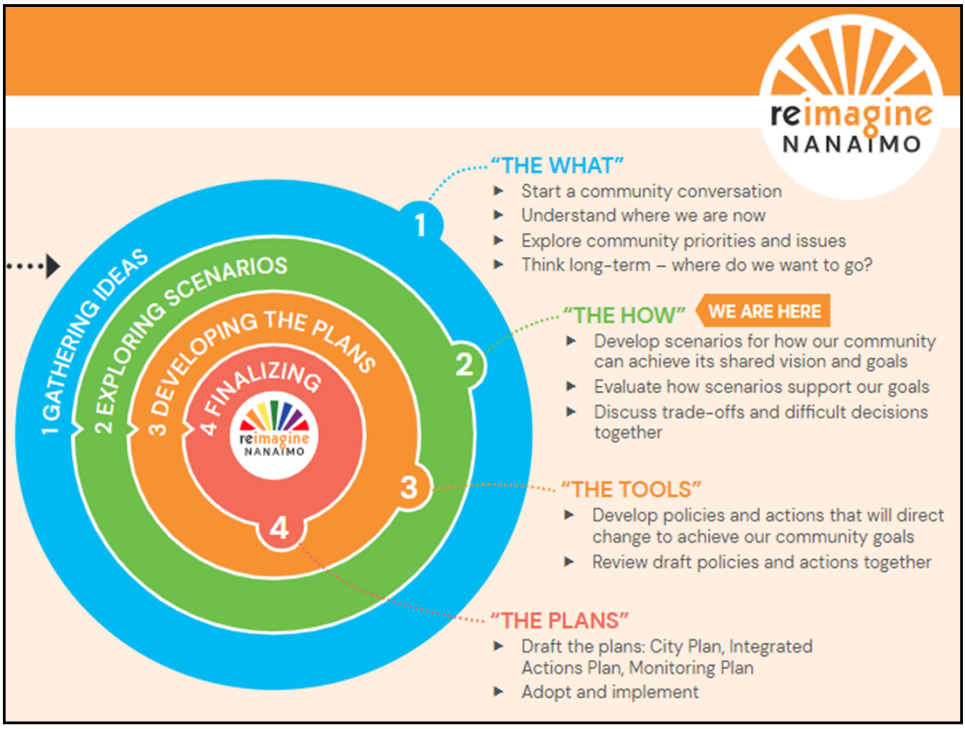 reimagine
NANAIMO
"THE WHAT"
► Start a community conversation
► Understand where we are now
► Explore community priorities and issues
► Think long-term – where do we want to go?
"THE HOW" WE ARE HERE
► Develop scenarios for how our community
can achieve its shared vision and goals
► Evaluate how scenarios support our goals
► Discuss trade-offs and difficult decisions
together
"THE TOOLS"
► Develop policies and actions that will direct
change to achieve our community goals
► Review draft policies and actions together
"THE PLANS"
► Draft the plans: City Plan, Integrated
Actions Plan, Monitoring Plan
► Adopt and implement
1 GATHERING IDEAS
2 EXPLORING SCENARIOS
3 DEVELOPING THE PLANS
4 FINALIZING
reimagine
NANAIMO
1
2
3
4